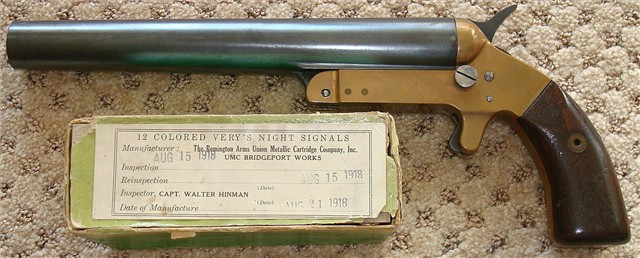 12 COLORED VERY'S NIGHT SIGNALS
Manufacturer: The Remington Arms Union Metallic Cartridge Company, Inc.
AUG 15 1918 UMC BRIDGEPORT WORKS
Inspection
Reinspection AUG 15 1918
(Date)
Inspector, CAPT. WALTER HINMAN
(Date)
Date of Manufacture AUG 21 1918